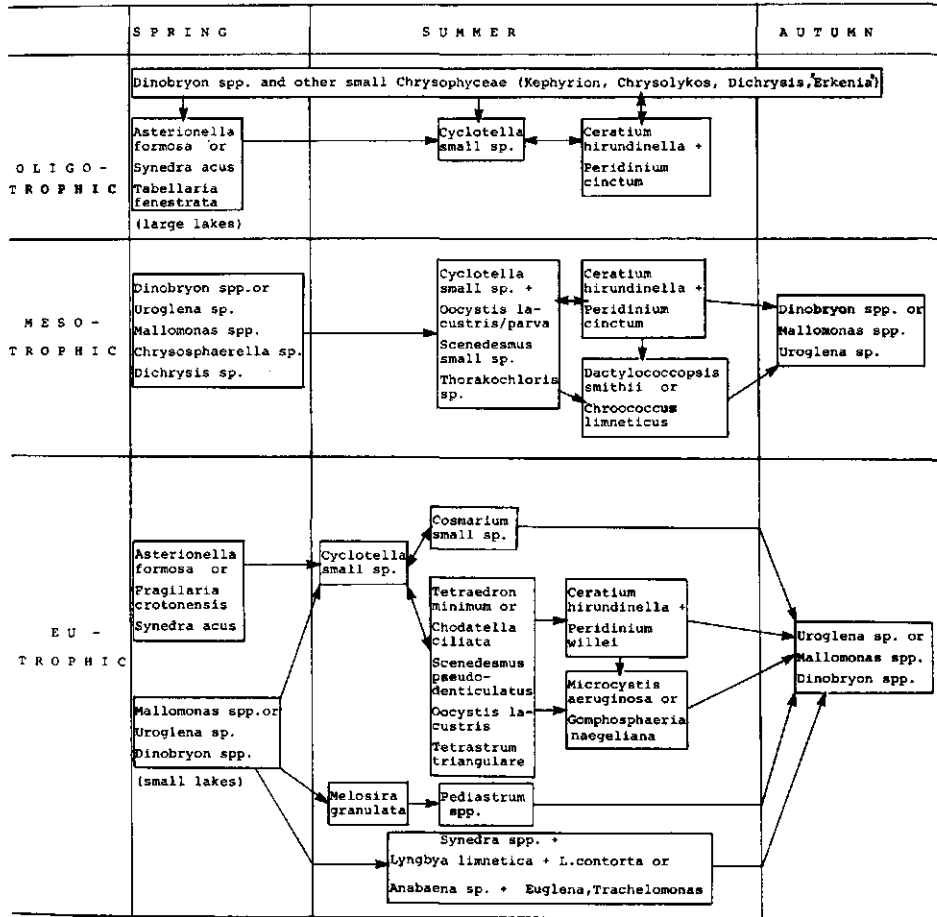 SPRING SUMMER AUTUMN
Dinobryon spp. and other small Chrysophyceae (Kephyrion, Chrysolykos, Dichrysis, "Erkenia")
OLIGO-
TROPHIC
Asterionella
formosa or
Synedra acus
Tabellaria
fenestrata
(large lakes)
Cyclotella
small sp.
Ceratium
hirundinella +
Peridinium
cinctum
MESO-
TROPHIC
Dinobryon spp.or
Uroglena sp.
Mallomonas spp.
Chrysosphaerella sp.
Dichrysis sp.
Cyclotella
small sp. +
Oocystis la-
custris/parva
Scenedesmus
small sp.
Thorakochloris
sp.
Ceratium
hirundinella +
Peridinium
cinctum
Dactylococcopsis
smithii or
Chroococcus
limneticus
Dinobryon spp. or
Mallomonas spp.
Uroglena sp.
EU-
TROPHIC
Asterionella
formosa or
Fragilaria
crotonensis
Synedra acus
Mallomonas spp.or
Uroglena sp.
Dinobryon spp.
(small lakes)
Cyclotella
small sp.
Cosmarium
small sp.
Tetraedron
minimum or
Chodatella
ciliata
Scenedesmus
pseudo-
denticulatus
Oocystis la-
custris
Tetrastrum
triangulare
Ceratium
hirundinella +
Peridinium
willei
Microcystis
aeruginosa or
Gomphosphaeria
naegeliana
Melosira
granulata
Pediastrum
spp.
Synedra spp. +
Lyngbya limnetica + L.contorta or
Anabaena sp. + Euglena,Trachelomonas
Uroglena sp. or
Mallomonas spp.
Dinobryon spp.